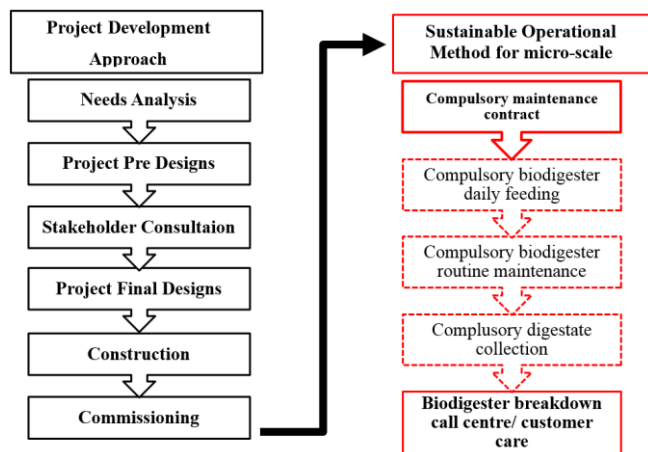 Project Development
Approach
Needs Analysis
Project Pre Designs
Stakeholder Consultaion
Project Final Designs
Construction
Commissioning
Sustainable Operational
Method for micro-scale
Compulsory maintenance
contract
Compulsory biodigester
daily feeding
Compulsory biodigester
routine maintenance
Complusory digestate
collection
Biodigester breakdown
call centre/ customer
care